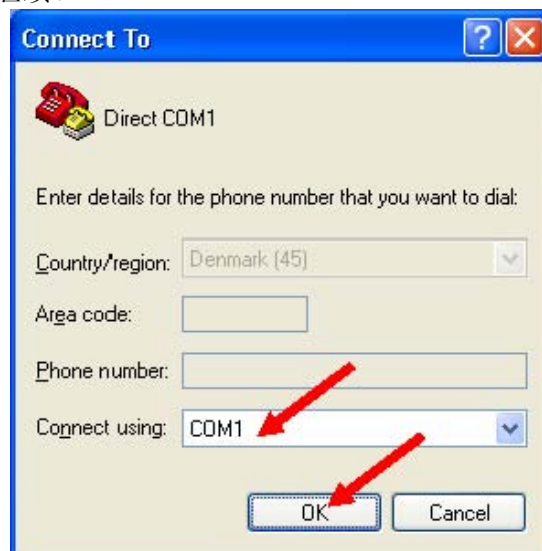 Connect To
Direct COM1
Enter details for the phone number that you want to dial:
Country/region: Denmark (45)
Area code:
Phone number:
Connect using: COM1
OK Cancel